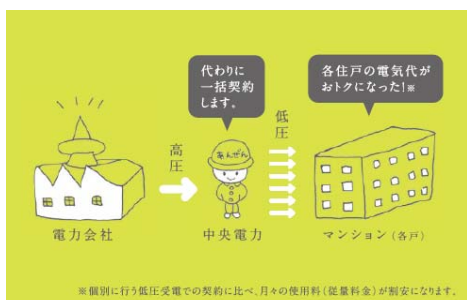 代わりに
一括契約
します。
各住戸の電気代が
おトクになった!※
高圧
低圧
あんぜん
電力会社
中央電力
マンション(各戸)
※個別に行う低圧受電での契約に比べ、月々の使用料(従量料金)が割安になります。